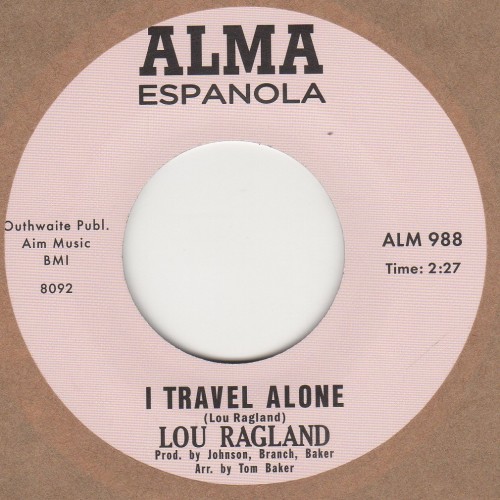 ALMA
ESPANOLA
Outhwaite Publ.
Aim Music
BMI
8092
ALM 988
Time: 2:27
I TRAVEL ALONE
(Lou Ragland)
LOU RAGLAND
Prod. by Johnson, Branch, Baker
Arr. by Tom Baker